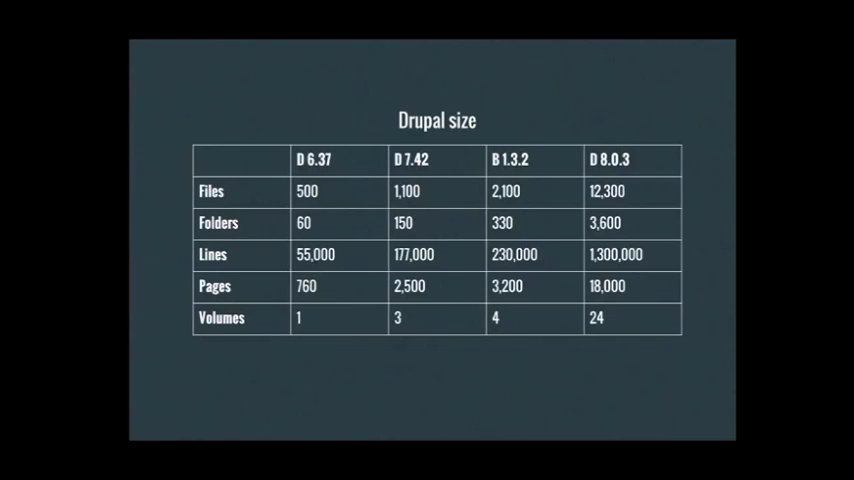 Drupal size
D 6.37 D 7.42 B 1.3.2 D 8.0.3
Files 500 1,100 2,100 12,300
Folders 60 150 330 3,600
Lines 55,000 177,000 230,000 1,300,000
Pages 760 2,500 3,200 18,000
Volumes 1 3 4 24